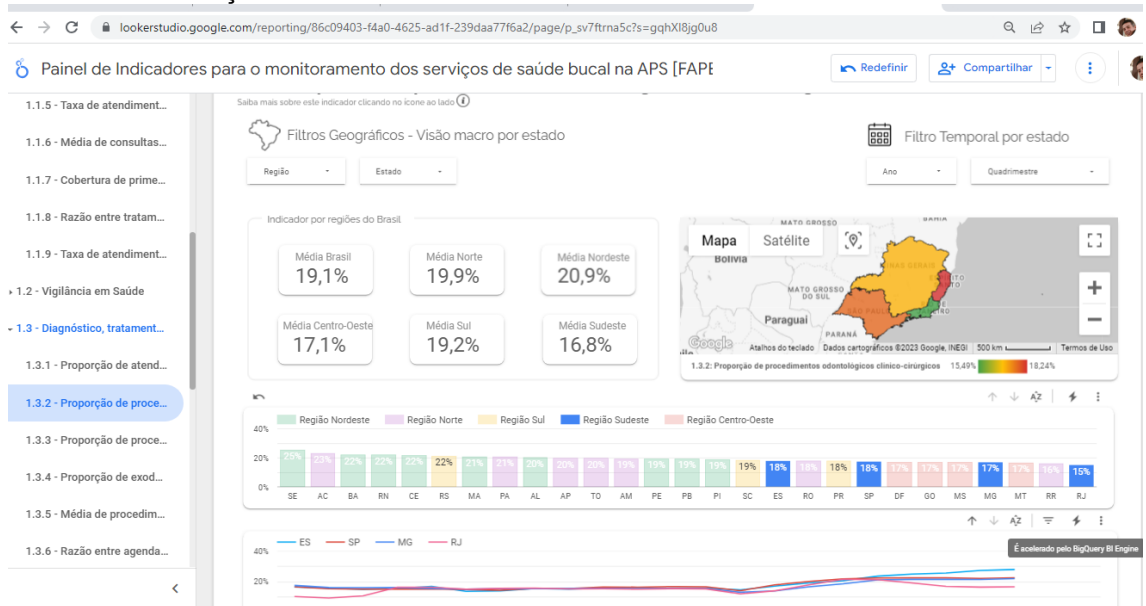 lookerstudio.google.com/reporting/86c09403-f4a0-4625-ad1f-239daa77f6a2/page/p_sv7ftrna5c?s=gqhXl8jg0u8
Painel de Indicadores para o monitoramento dos serviços de saúde bucal na APS [FAPE
Redefinir
Compartilhar
1.1.5 - Taxa de atendiment...
1.1.6 - Média de consultas...
1.1.7 - Cobertura de prime...
1.1.8 - Razão entre tratam...
1.1.9 - Taxa de atendiment...
1.2 - Vigilância em Saúde
1.3 - Diagnóstico, tratament...
1.3.1 - Proporção de atend...
1.3.2 - Proporção de proce...
1.3.3 - Proporção de proce...
1.3.4 - Proporção de exod...
1.3.5 - Média de procedim...
1.3.6 - Razão entre agenda...
Saiba mais sobre este indicador clicando no ícone ao lado
Filtros Geográficos - Visão macro por estado
Filtro Temporal por estado
Região
Estado
Ano
Quadrimestre
Indicador por regiões do Brasil
Média Brasil
19,1%
Média Norte
19,9%
Média Nordeste
20,9%
Média Centro-Oeste
17,1%
Média Sul
19,2%
Média Sudeste
16,8%
Mapa
Satélite
MATO GROSSO
BAHIA
Bolívia
MINAS GERAIS
MATO GROSSO
DO SUL
SÃO PAULO
Paraguai
PARANÁ
Google
Atalhos do teclado
Dados cartográficos ©2023 Google, INEGI
500 km
Termos de Uso
1.3.2: Proporção de procedimentos odontológicos clínico-cirúrgicos
15,49%
18,24%
Região Nordeste
Região Norte
Região Sul
Região Sudeste
Região Centro-Oeste
40%
20%
0%
25% 23% 22% 22% 22% 22% 21% 21% 20% 20% 20% 19% 19% 19% 19% 19% 18% 18% 18% 18% 17% 17% 17% 17% 17% 16% 15%
SE AC BA RN CE RS MA PA AL AP TO AM PE PB PI SC ES RO PR SP DF GO MS MG MT RR RJ
ES
SP
MG
RJ
É acelerado pelo BigQuery BI Engine
40%
20%